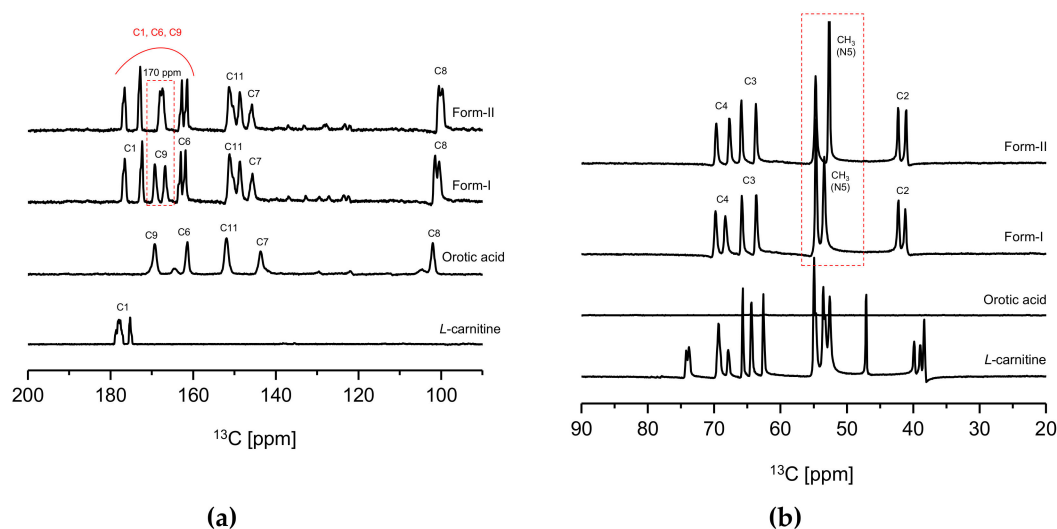 C1, C6, C9
170 ppm
C11
C7
C8
Form-II
C1
C9
C6
C11
C7
C8
Form-I
C9
C6
C11
C7
C8
Orotic acid
C1
L-carnitine
200 180 160 140 120 100
13C [ppm]
(a)
CH3
(N5)
C4
C3
C2
Form-II
C4
C3
CH3
(N5)
C2
Form-I
Orotic acid
L-carnitine
90 80 70 60 50 40 30 20
13C [ppm]
(b)